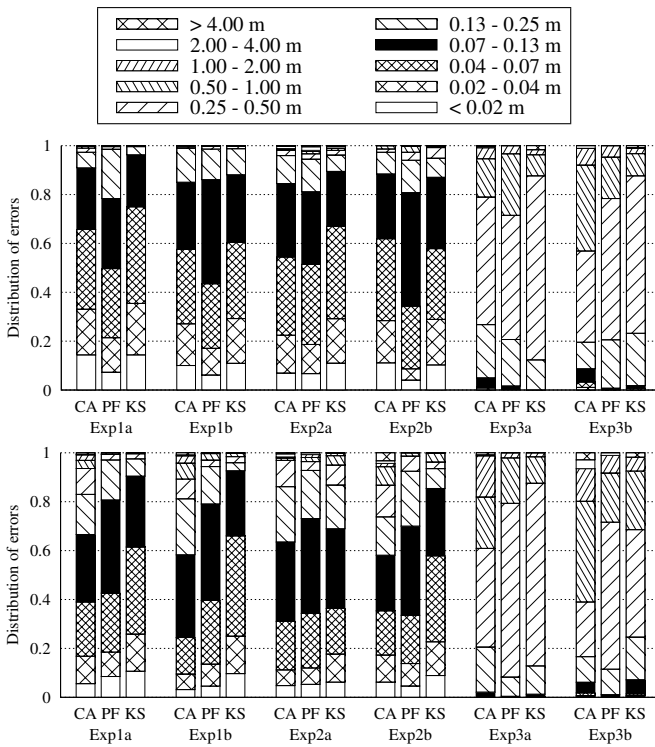 > 4.00 m
2.00 - 4.00 m
1.00 - 2.00 m
0.50 - 1.00 m
0.25 - 0.50 m
0.13 - 0.25 m
0.07 - 0.13 m
0.04 - 0.07 m
0.02 - 0.04 m
< 0.02 m
Distribution of errors
1
0.8
0.6
0.4
0.2
0
CA PF KS CA PF KS CA PF KS CA PF KS CA PF KS CA PF KS
Exp1a Exp1b Exp2a Exp2b Exp3a Exp3b
Distribution of errors
1
0.8
0.6
0.4
0.2
0
CA PF KS CA PF KS CA PF KS CA PF KS CA PF KS CA PF KS
Exp1a Exp1b Exp2a Exp2b Exp3a Exp3b